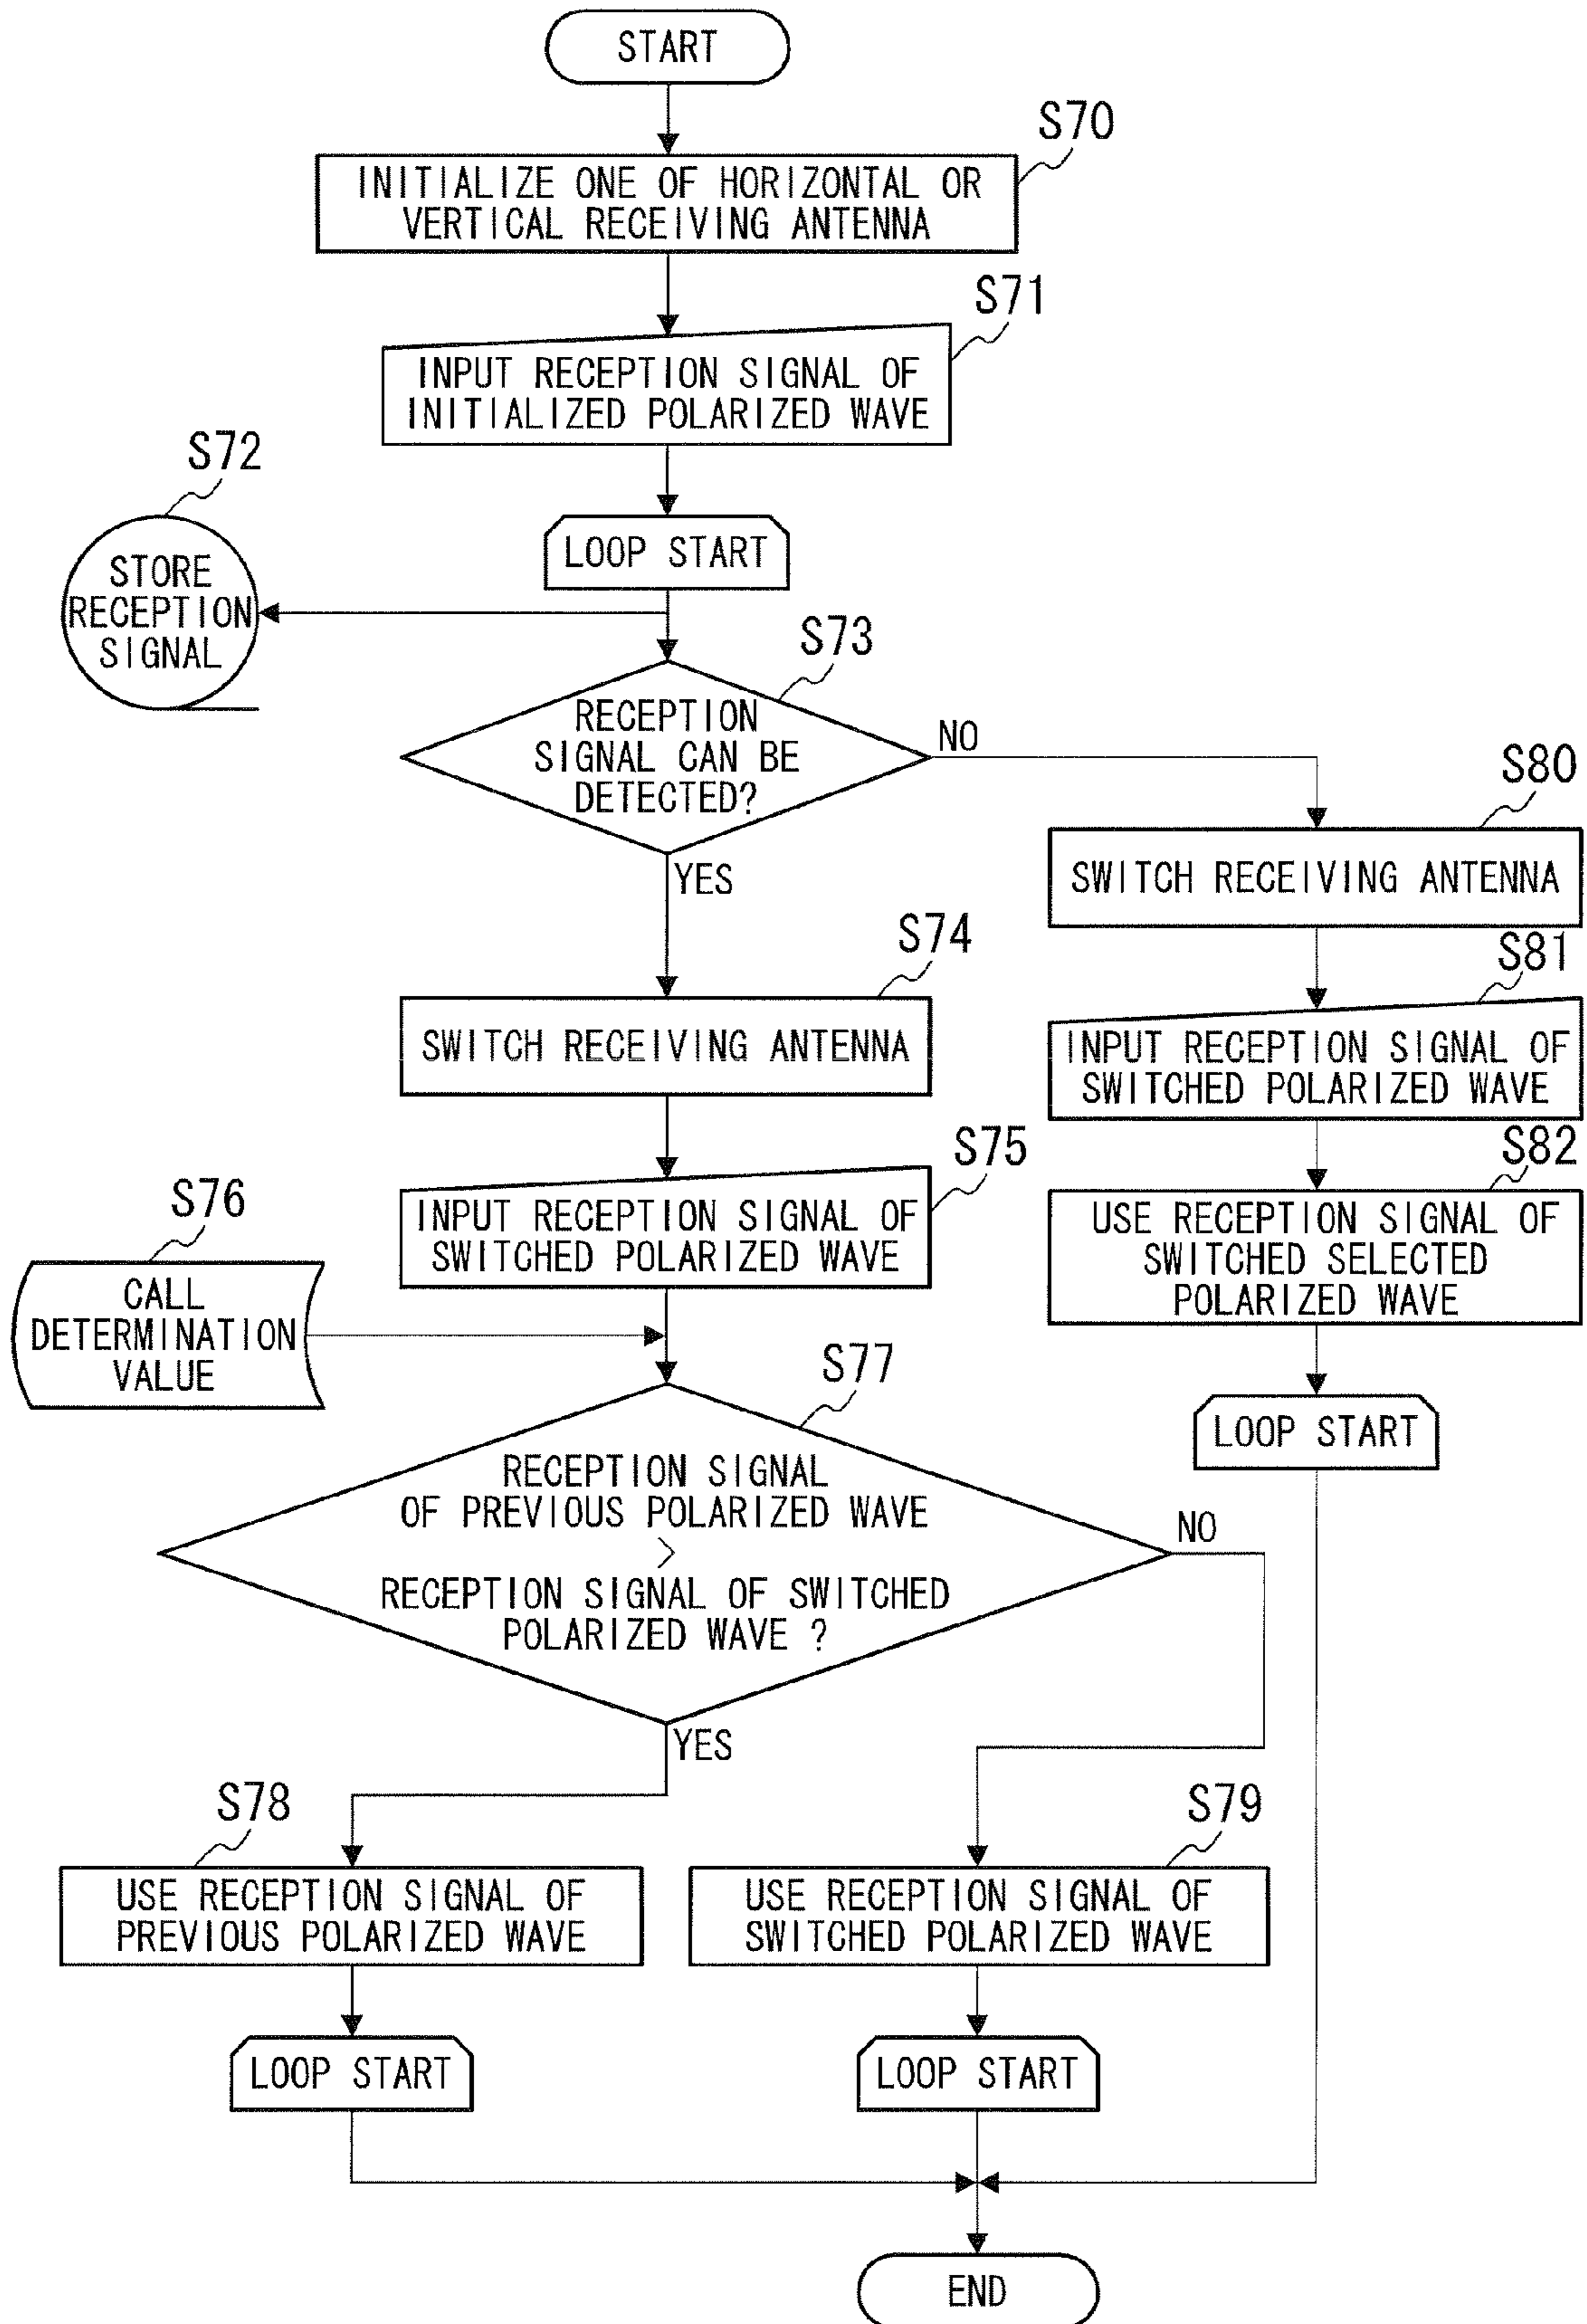 START
S70
INITIALIZE ONE OF HORIZONTAL OR
VERTICAL RECEIVING ANTENNA
S71
INPUT RECEPTION SIGNAL OF
INITIALIZED POLARIZED WAVE
S72
STORE
RECEPTION
SIGNAL
LOOP START
S73
RECEPTION
SIGNAL CAN BE
DETECTED?
NO
YES
S80
SWITCH RECEIVING ANTENNA
S74
SWITCH RECEIVING ANTENNA
S81
INPUT RECEPTION SIGNAL OF
SWITCHED POLARIZED WAVE
S75
INPUT RECEPTION SIGNAL OF
SWITCHED POLARIZED WAVE
S82
USE RECEPTION SIGNAL OF
SWITCHED SELECTED
POLARIZED WAVE
S76
CALL
DETERMINATION
VALUE
LOOP START
S77
RECEPTION SIGNAL
OF PREVIOUS POLARIZED WAVE
>
RECEPTION SIGNAL OF SWITCHED
POLARIZED WAVE ?
NO
YES
S78
USE RECEPTION SIGNAL OF
PREVIOUS POLARIZED WAVE
S79
USE RECEPTION SIGNAL OF
SWITCHED POLARIZED WAVE
LOOP START
LOOP START
END